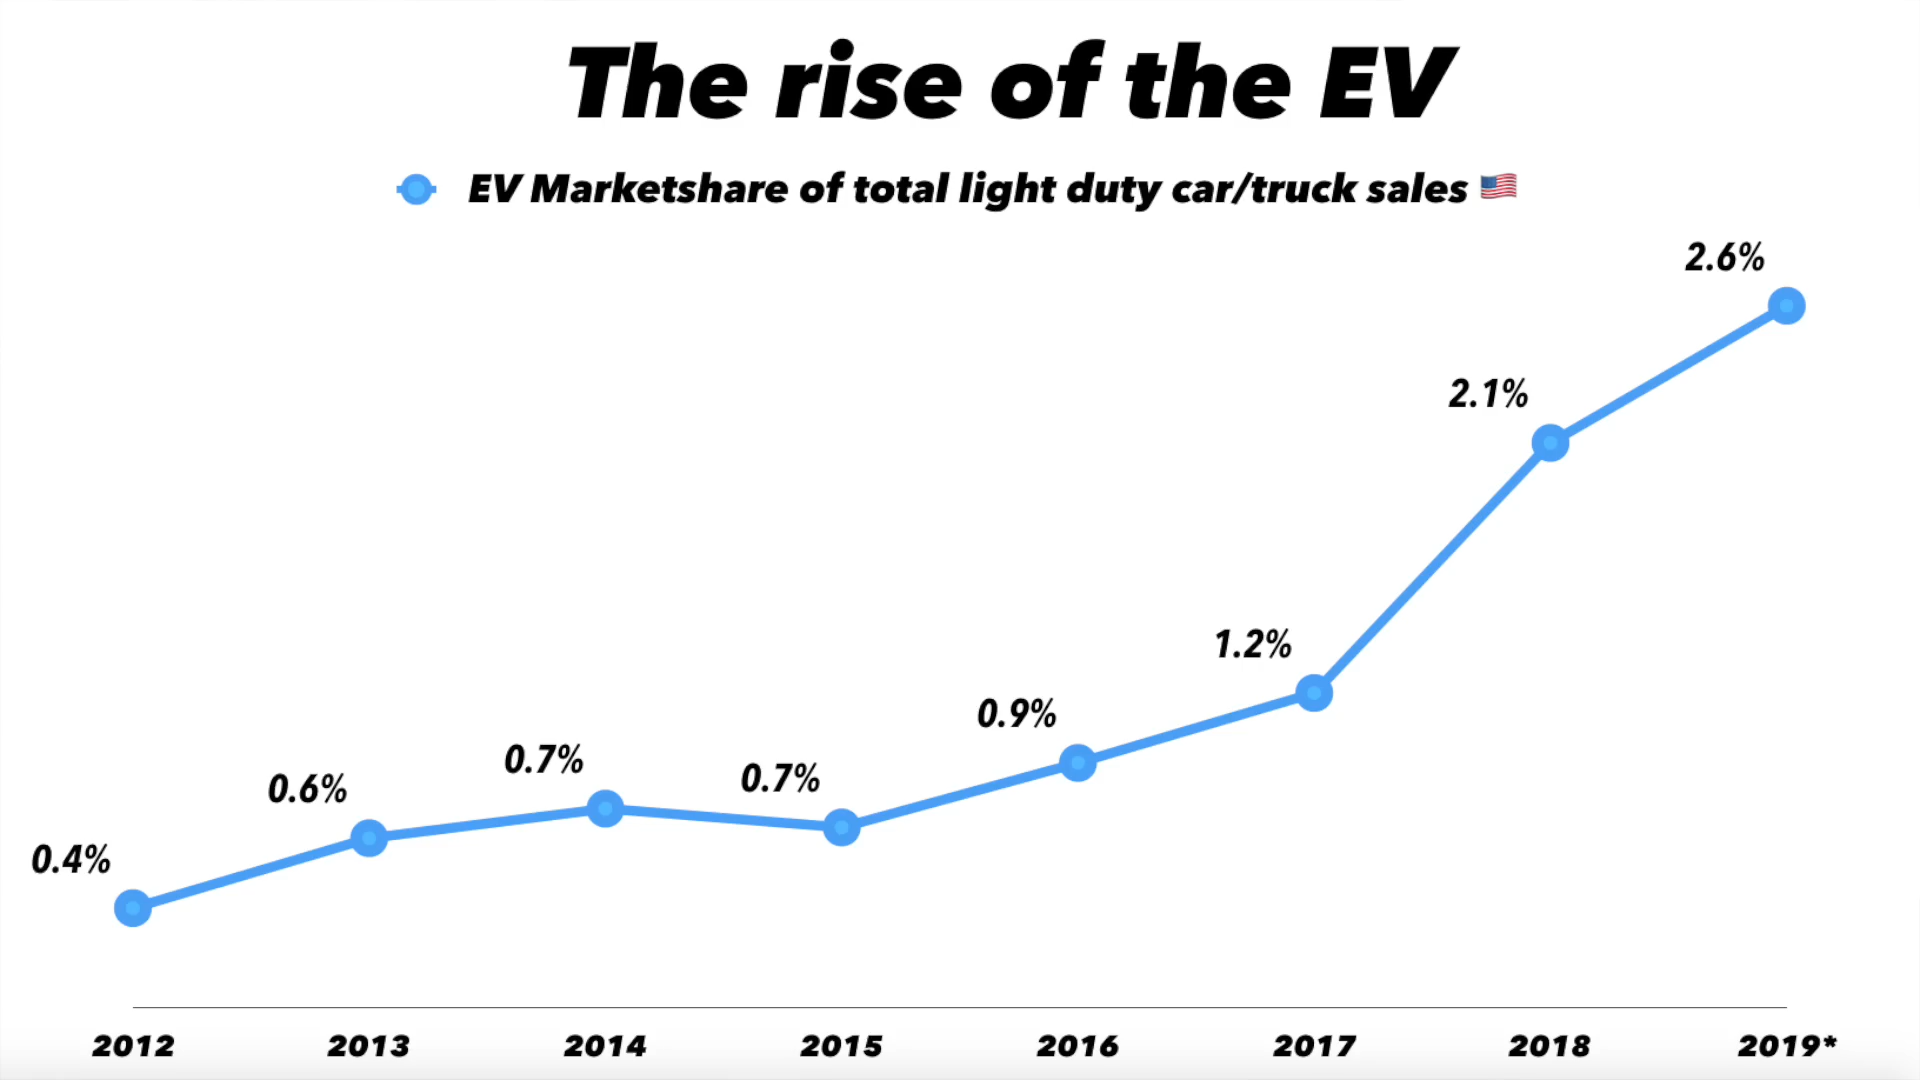 The rise of the EV
EV Marketshare of total light duty car/truck sales 🇺🇸
2.6%
2.1%
1.2%
0.9%
0.7%
0.7%
0.6%
0.4%
2012 2013 2014 2015 2016 2017 2018 2019*